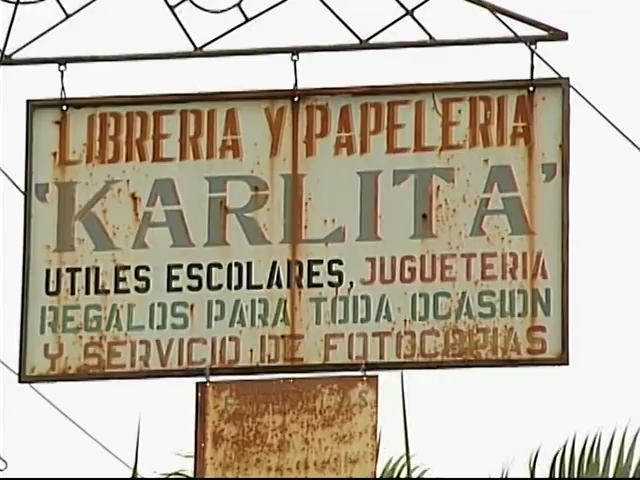 LIBRERIA Y PAPELERIA
'KARLITA'
UTILES ESCOLARES, JUGUETERIA
REGALOS PARA TODA OCASION
Y SERVICIO DE FOTOCOPIAS